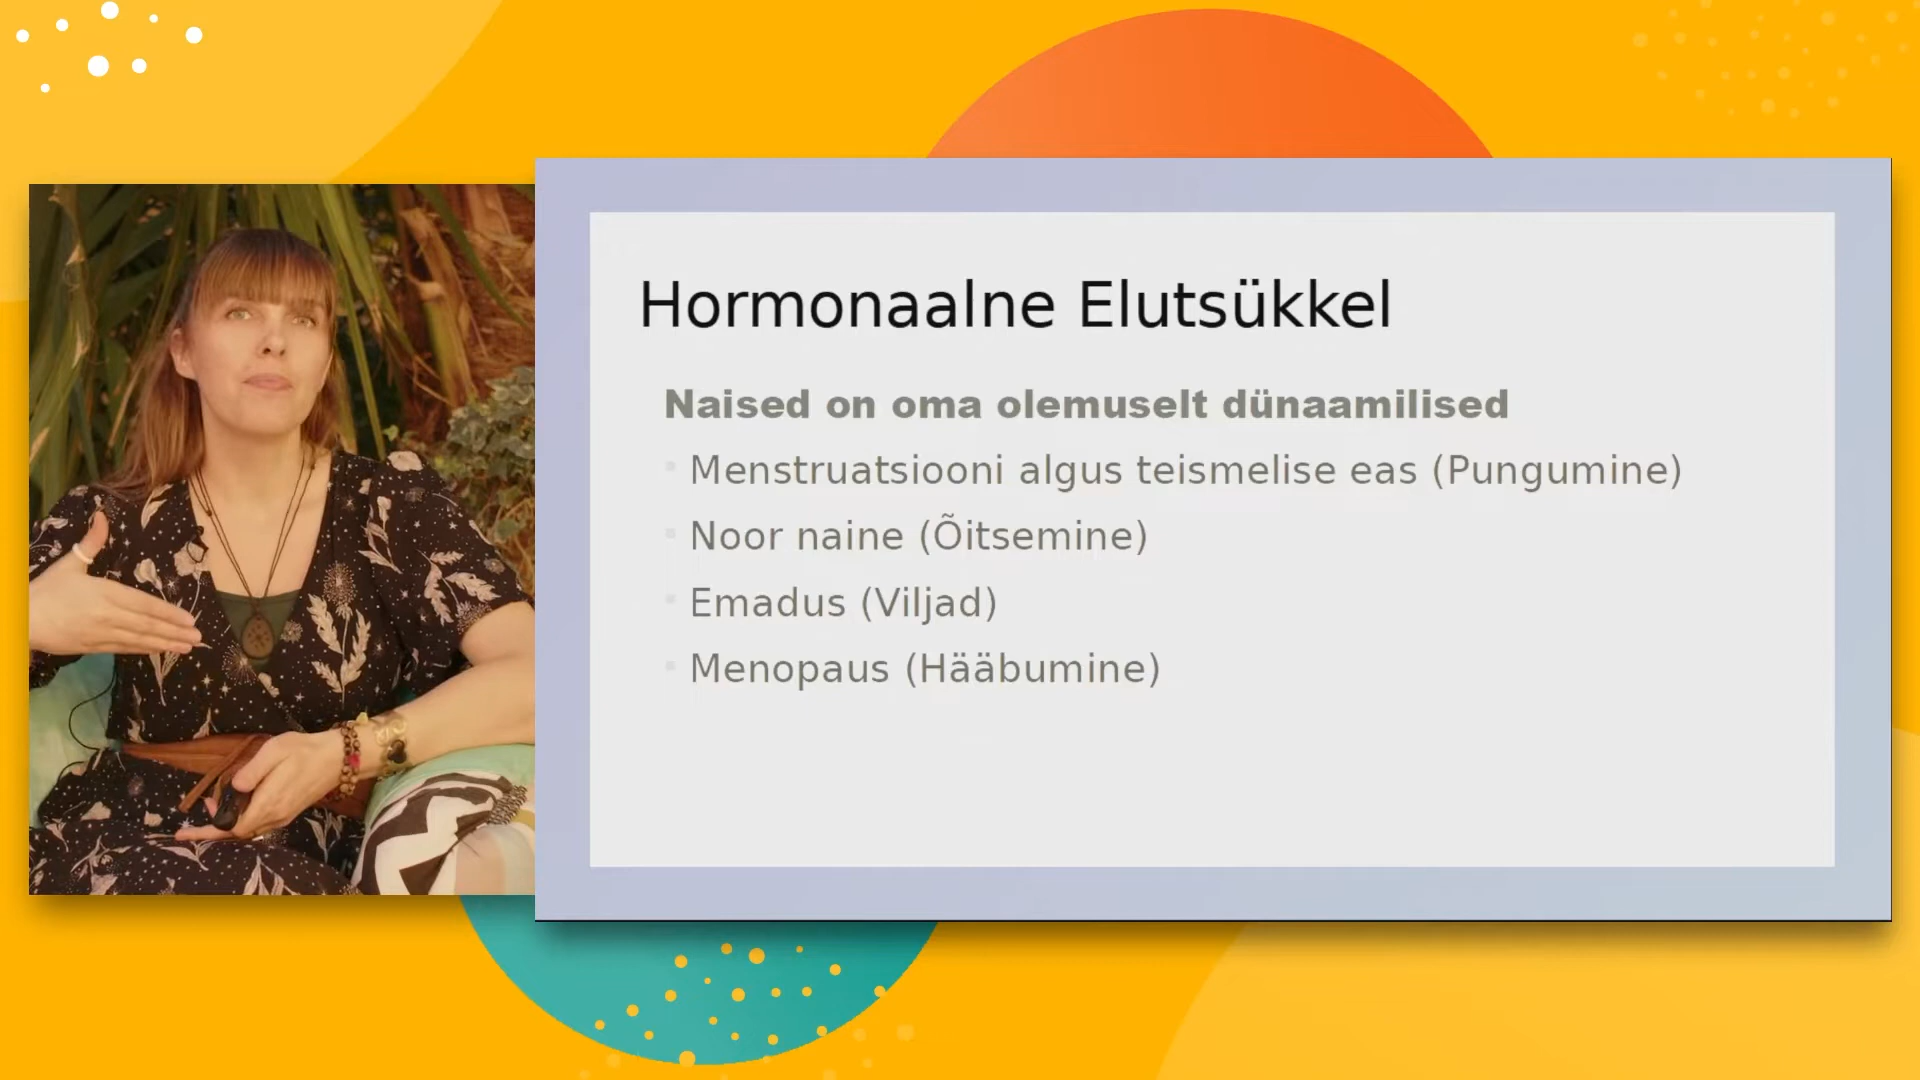 Hormonaalne Elutsükkel
Naised on oma olemuselt dünaamilised
Menstruatsiooni algus teismelise eas (Pungumine)
Noor naine (Õitsemine)
Emadus (Viljad)
Menopaus (Hääbumine)